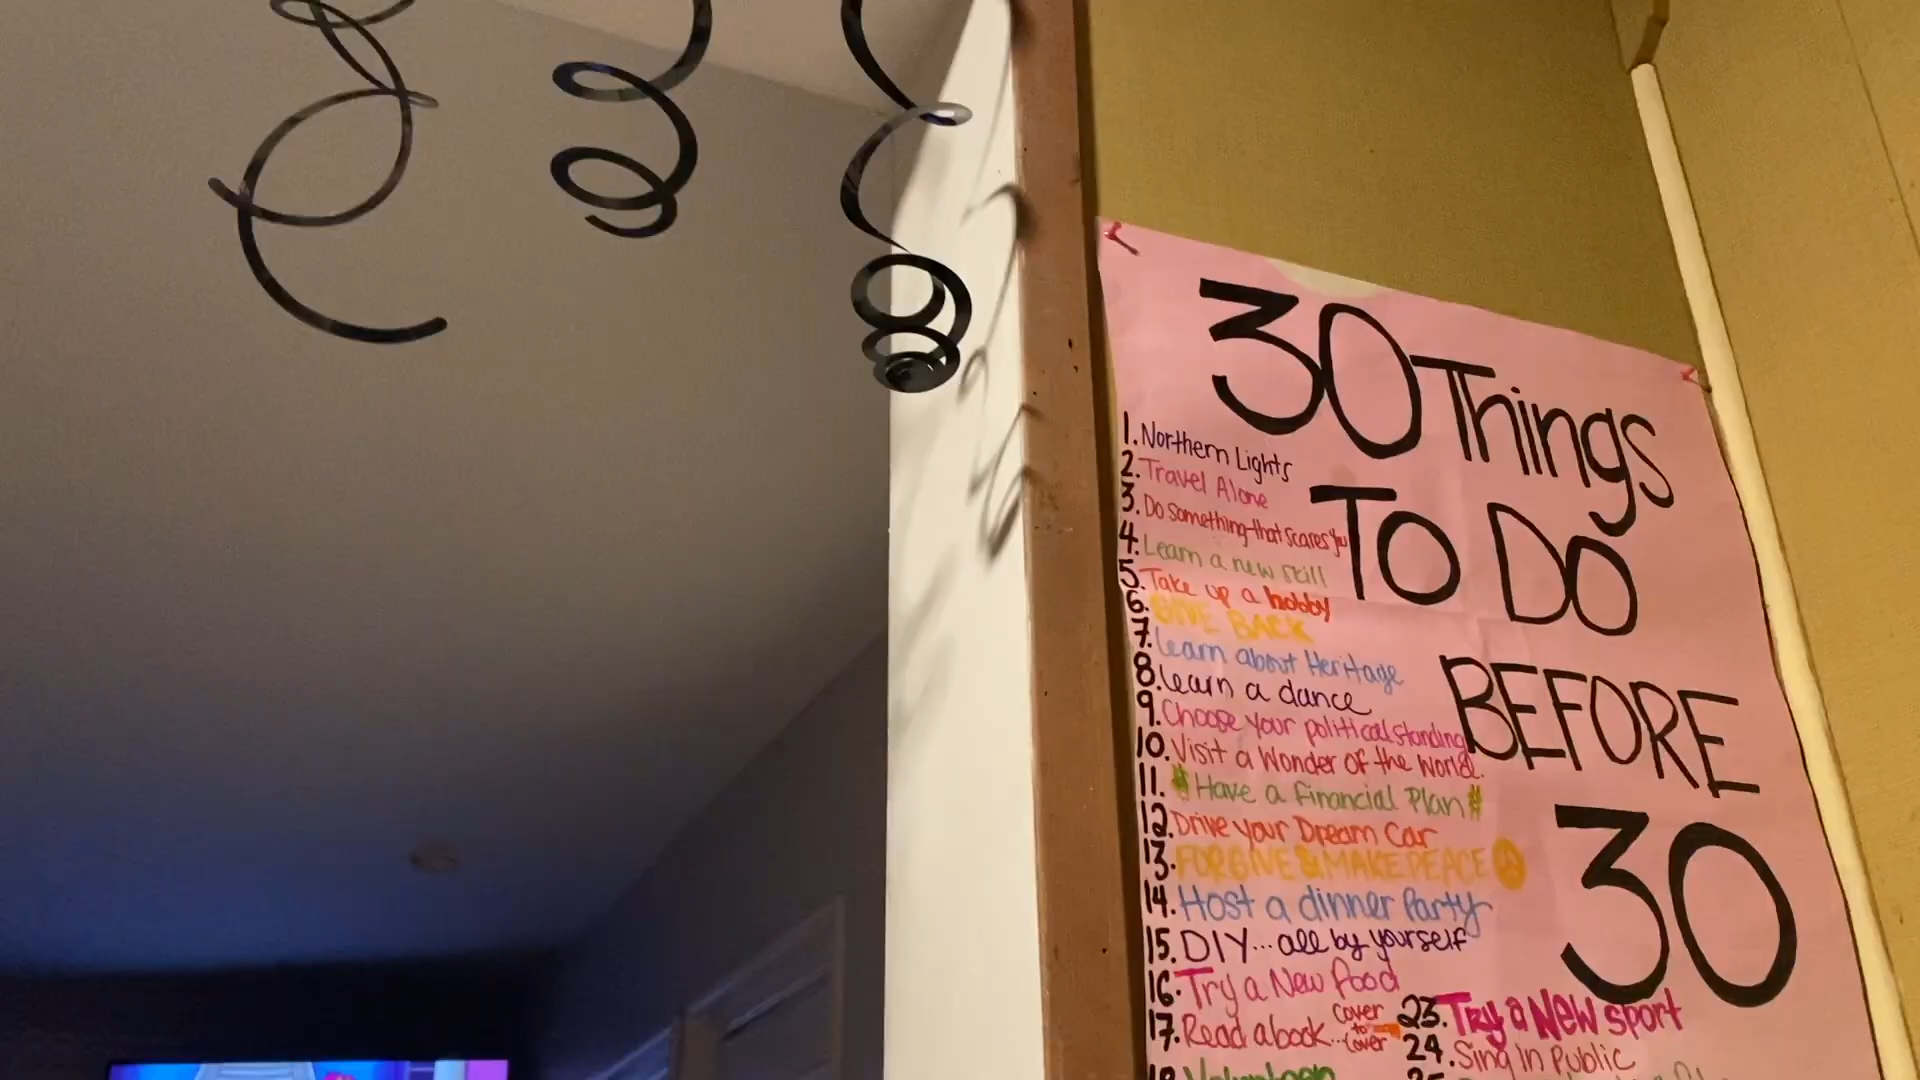 30 Things
TO DO
BEFORE
30
1. Northern Lights
2. Travel Alone
3. Do something that scares you
4. Learn a new skill
5. Take up a hobby
6. GIVE BACK
7. Learn about Heritage
8. Learn a dance
9. Choose your political standing
10. Visit a Wonder of the World.
11. Have a Financial Plan
12. Drive your Dream Car
13. FORGIVE & MAKE PEACE
14. Host a dinner Party
15. DIY... all by yourself
16. Try a New Food
17. Read a book... cover to cover
18. Volunteer
23. Try a New sport
24. Sing in Public
25.